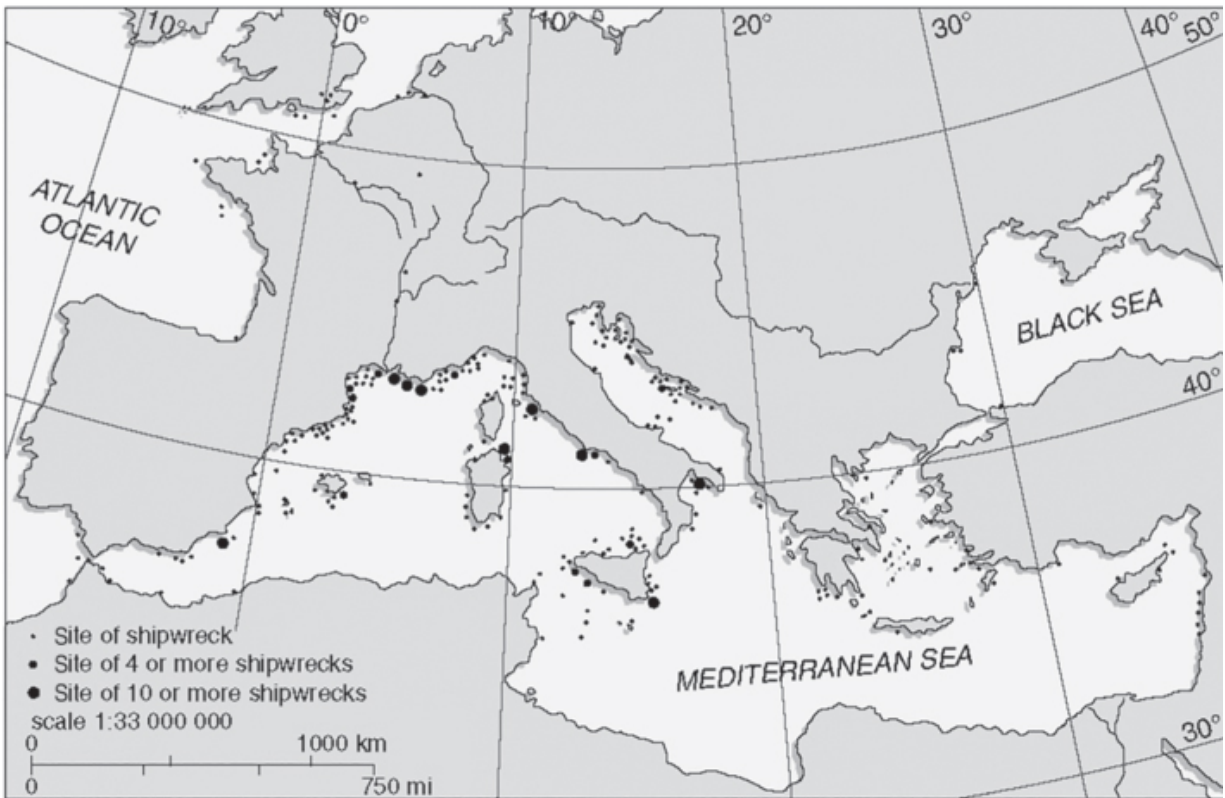 10°
0°
10°
20°
30°
40°
50°
ATLANTIC
OCEAN
BLACK SEA
40°
MEDITERRANEAN SEA
30°
Site of shipwreck
Site of 4 or more shipwrecks
Site of 10 or more shipwrecks
scale 1:33 000 000
0 1000 km
0 750 mi